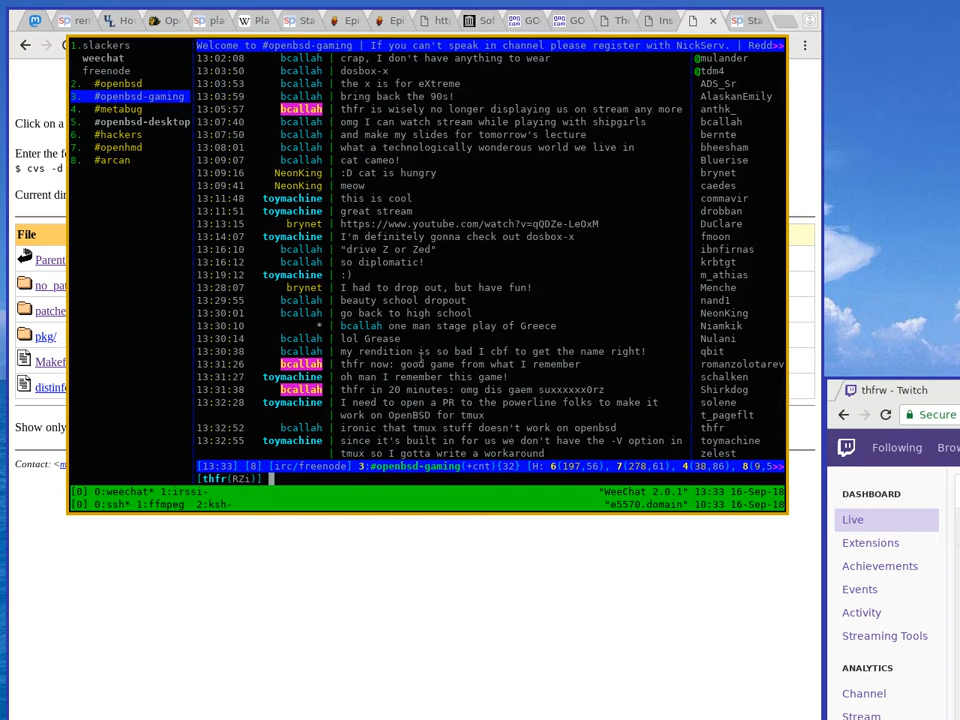 ren
Ho
Op
pla
W Pla
Sta
Epi
Epi
htt
Sof
GO
GO
The
Ins
Sta
Click on a
Enter the f
$ cvs -d
Current dir
File
Parent
no_pat
patche
pkg/
Makef
distinf
Show only
Contact: <m
1.slackers
weechat
freenode
2. #openbsd
3. #openbsd-gaming
4. #metabug
5. #openbsd-desktop
6. #hackers
7. #openhmd
8. #arcan
Welcome to #openbsd-gaming | If you can't speak in channel please register with NickServ. | Redd>>
13:02:08 bcallah | crap, I don't have anything to wear
13:03:50 bcallah | dosbox-x
13:03:53 bcallah | the x is for eXtreme
13:03:59 bcallah | bring back the 90s!
13:05:57 bcallah | thfr is wisely no longer displaying us on stream any more
13:07:40 bcallah | omg I can watch stream while playing with shipgirls
13:07:50 bcallah | and make my slides for tomorrow's lecture
13:08:01 bcallah | what a technologically wonderous world we live in
13:09:07 bcallah | cat cameo!
13:09:16 NeonKing | :D cat is hungry
13:09:41 NeonKing | meow
13:11:48 toymachine | this is cool
13:11:51 toymachine | great stream
13:13:15 brynet | https://www.youtube.com/watch?v=qQDZe-LeOxM
13:14:07 toymachine | I'm definitely gonna check out dosbox-x
13:16:10 bcallah | "drive Z or Zed"
13:16:12 bcallah | so diplomatic!
13:19:12 toymachine | :)
13:28:07 brynet | I had to drop out, but have fun!
13:29:55 bcallah | beauty school dropout
13:30:01 bcallah | go back to high school
13:30:10 * | bcallah one man stage play of Greece
13:30:14 bcallah | lol Grease
13:30:38 bcallah | my rendition is so bad I cbf to get the name right!
13:31:26 bcallah | thfr now: good game from what I remember
13:31:27 toymachine | oh man I remember this game!
13:31:38 bcallah | thfr in 20 minutes: omg dis gaem suxxxxxx0rz
13:32:28 toymachine | I need to open a PR to the powerline folks to make it
| work on OpenBSD for tmux
13:32:52 bcallah | ironic that tmux stuff doesn't work on openbsd
13:32:55 toymachine | since it's built in for us we don't have the -V option in
| tmux so I gotta write a workaround
@mulander
@tdm4
ADS_Sr
AlaskanEmily
anthk_
bcallah
bernte
bheesham
Bluerise
brynet
caedes
commavir
drobban
DuClare
fmoon
ibnfirnas
krbtgt
m_athias
Menche
nand1
NeonKing
Niamkik
Nulani
qbit
romanzolotarev
schalken
Shirkdog
solene
t_pageflt
thfr
toymachine
zelest
[13:33] [8] [irc/freenode] 3:#openbsd-gaming(+cnt){32} [H: 6(197,56), 7(278,61), 4(38,86), 8(9,5>>
[thfr(RZi)]
[0] 0:weechat* 1:irssi- "WeeChat 2.0.1" 13:33 16-Sep-18
[0] 0:ssh* 1:ffmpeg 2:ksh- "e5570.domain" 10:33 16-Sep-18
thfrw - Twitch
Secure
Following
Brows
DASHBOARD
Live
Extensions
Achievements
Events
Activity
Streaming Tools
ANALYTICS
Channel
Stream